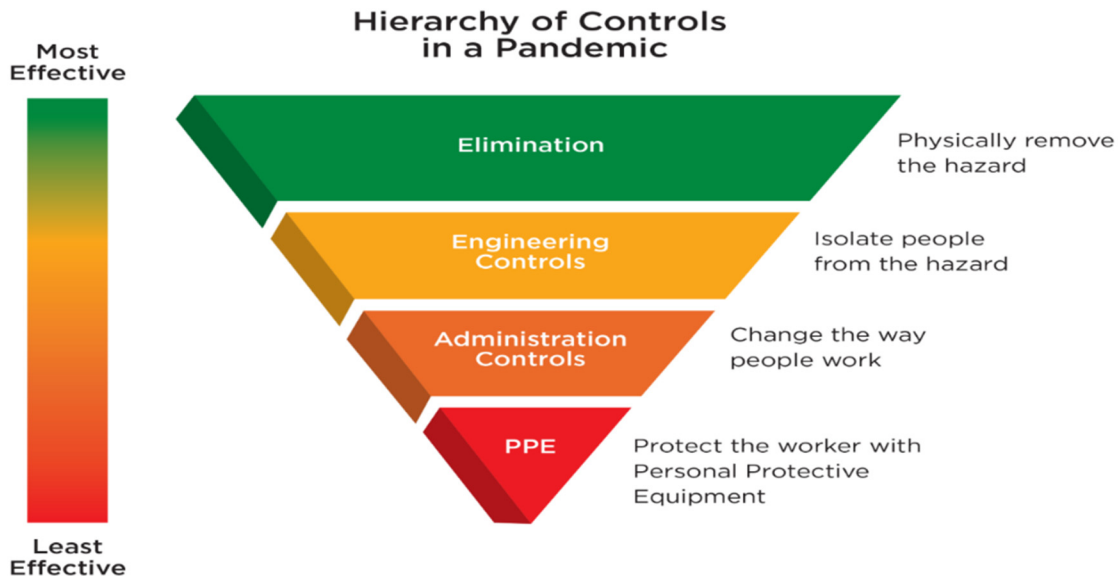 Hierarchy of Controls
in a Pandemic
Most
Effective
Elimination
Physically remove
the hazard
Engineering
Controls
Isolate people
from the hazard
Administration
Controls
Change the way
people work
PPE
Protect the worker with
Personal Protective
Equipment
Least
Effective